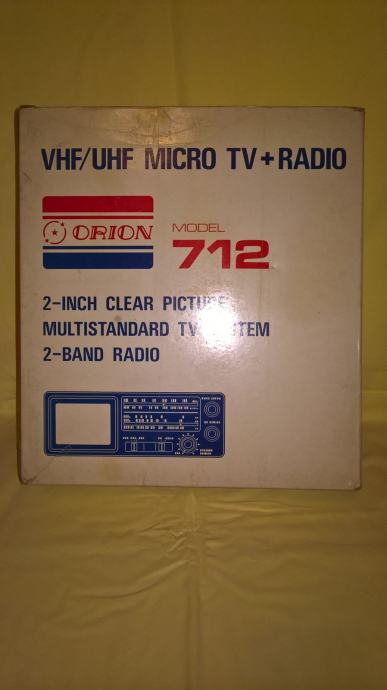 VHF/UHF MICRO TV+RADIO
ORION
MODEL
712
2-INCH CLEAR PICTURE
MULTISTANDARD TV SYSTEM
2-BAND RADIO